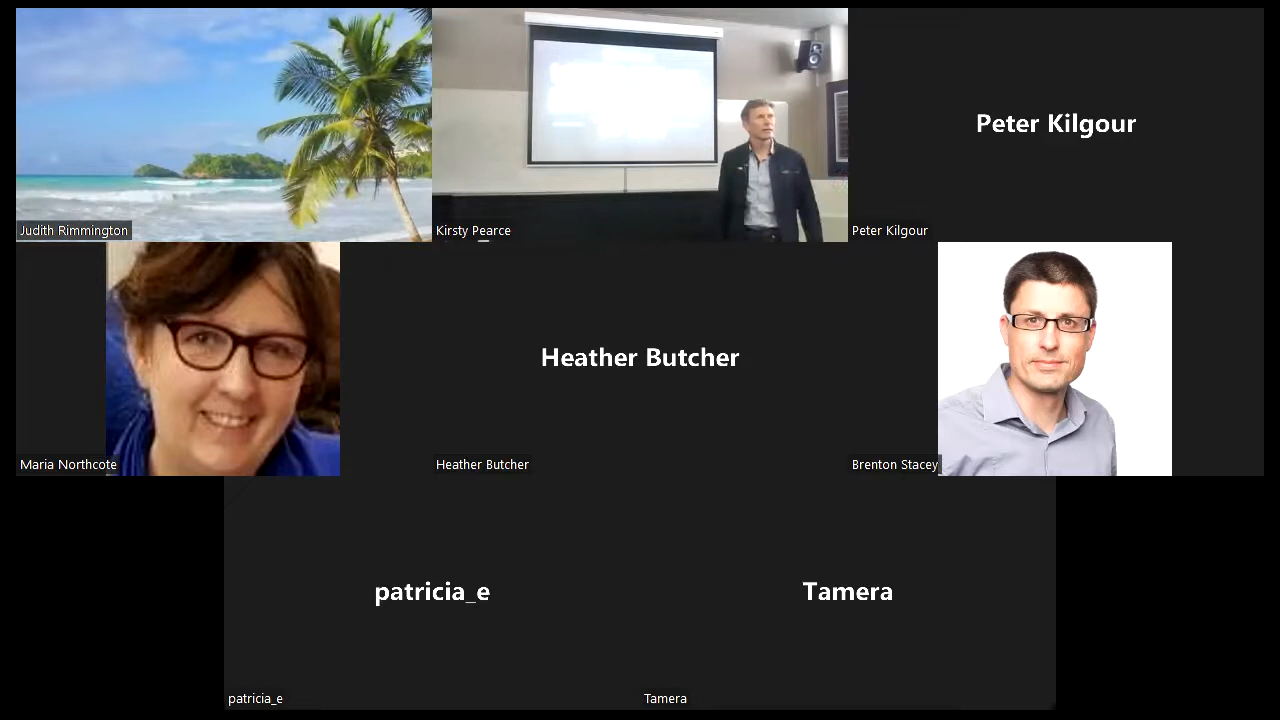 Judith Rimmington
Kirsty Pearce
Peter Kilgour
Peter Kilgour
Maria Northcote
Heather Butcher
Heather Butcher
Brenton Stacey
patricia_e
patricia_e
Tamera
Tamera